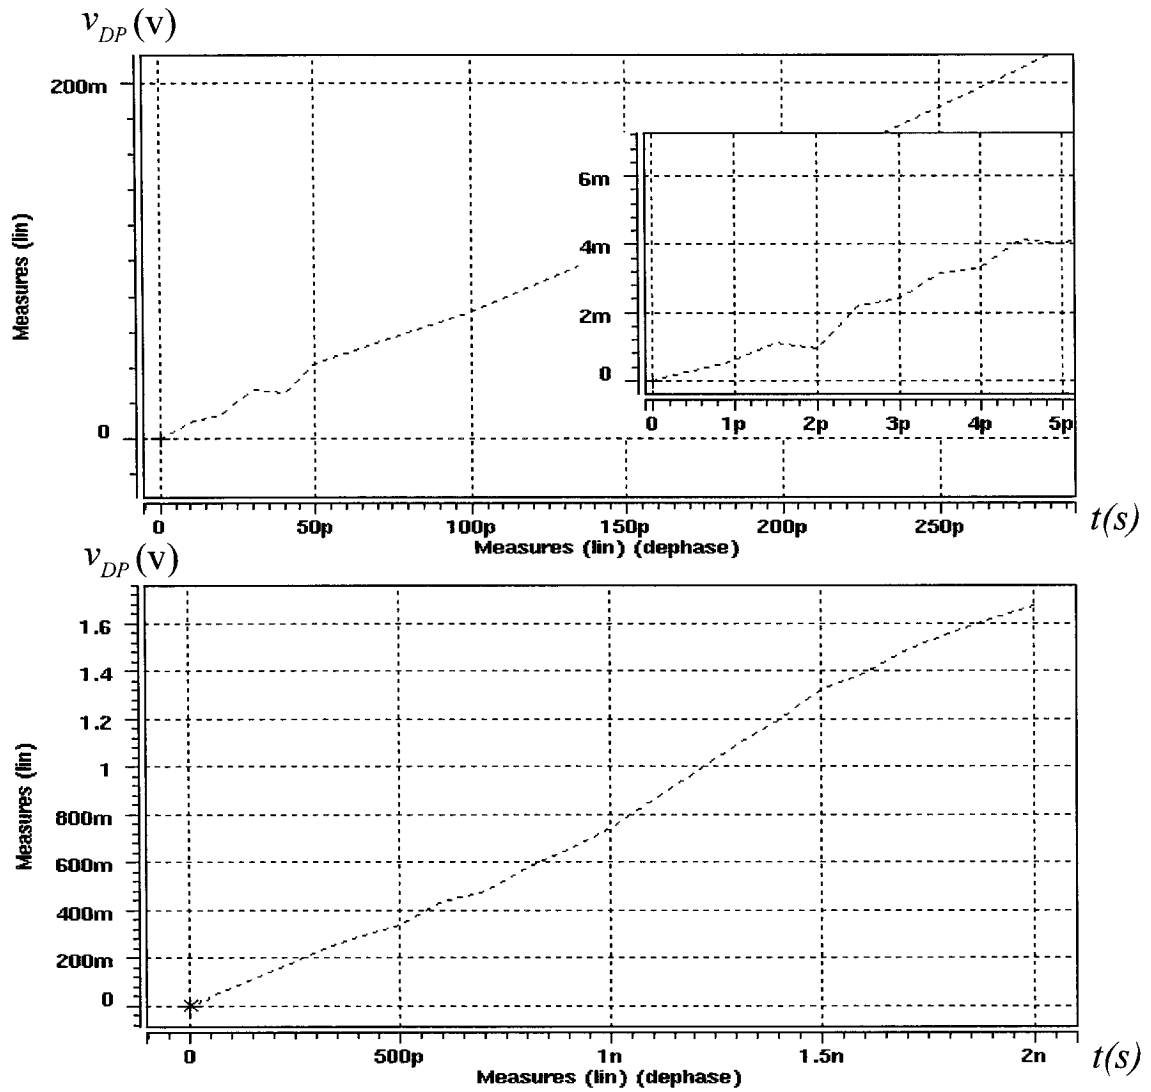 v_DP (v)
200m
0
Measures (lin)
6m
4m
2m
0
0 1p 2p 3p 4p 5p
0 50p 100p 150p 200p 250p t(s)
Measures (lin) (dephase)
v_DP (v)
1.6
1.4
1.2
1
800m
600m
400m
200m
0
Measures (lin)
0 500p 1n 1.5n 2n t(s)
Measures (lin) (dephase)